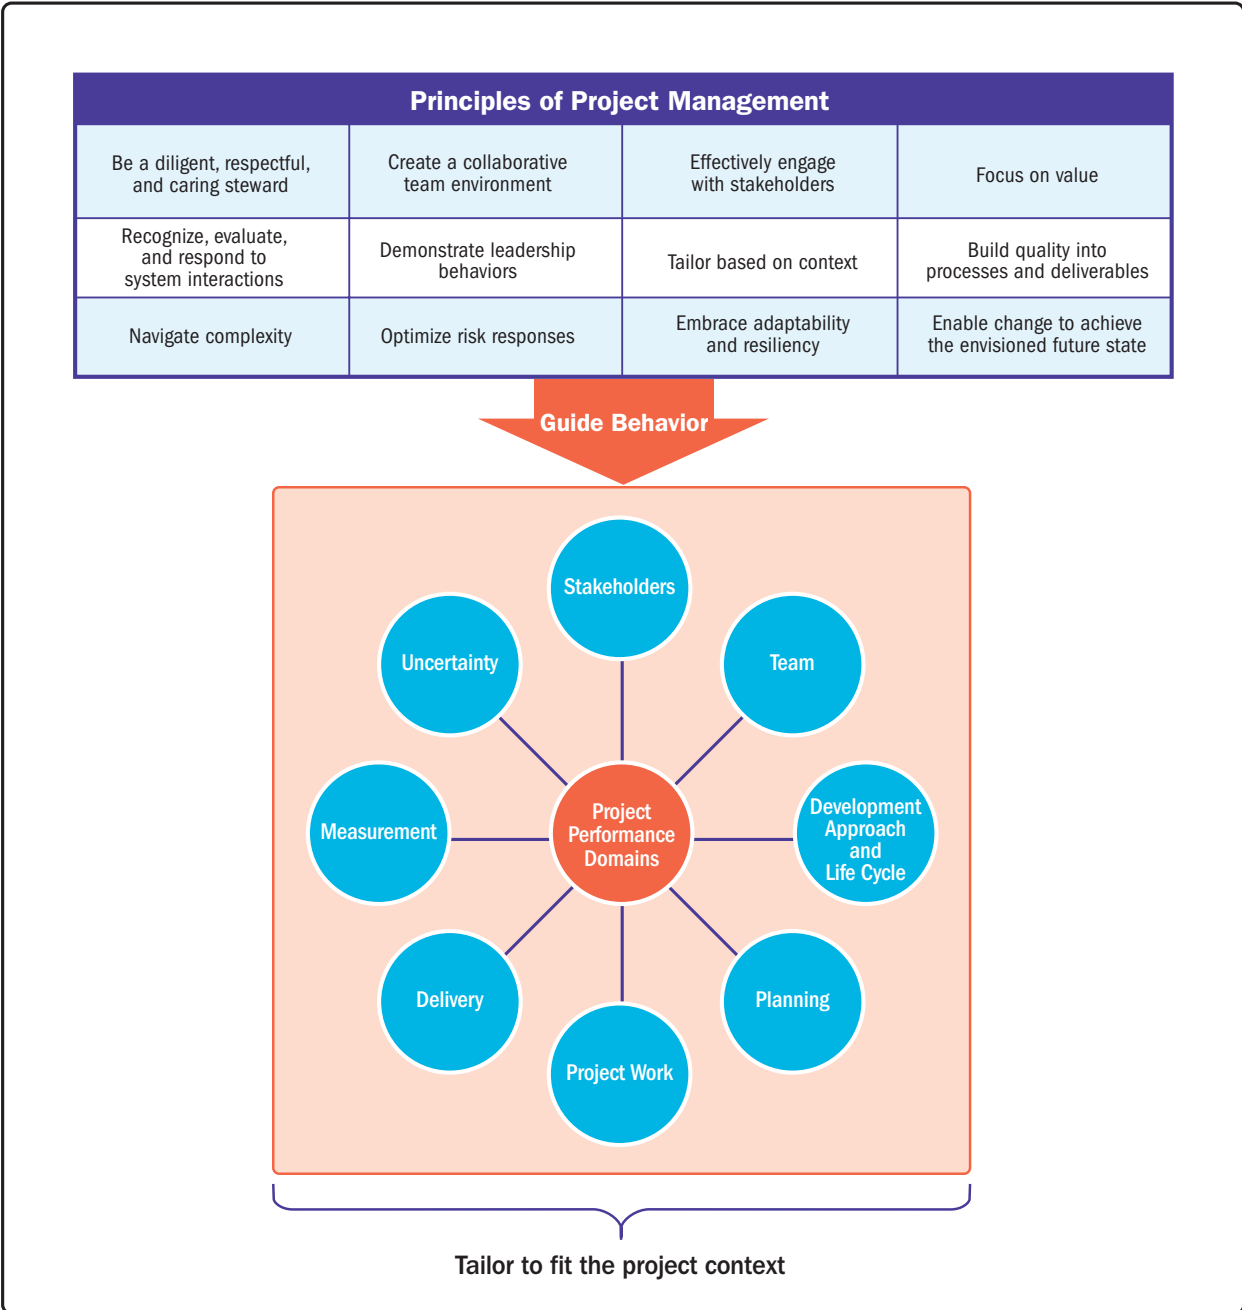 Principles of Project Management
Be a diligent, respectful,
and caring steward
Create a collaborative
team environment
Effectively engage
with stakeholders
Focus on value
Recognize, evaluate,
and respond to
system interactions
Demonstrate leadership
behaviors
Tailor based on context
Build quality into
processes and deliverables
Navigate complexity
Optimize risk responses
Embrace adaptability
and resiliency
Enable change to achieve
the envisioned future state
Guide Behavior
Stakeholders
Uncertainty
Team
Measurement
Project
Performance
Domains
Development
Approach
and
Life Cycle
Delivery
Planning
Project Work
Tailor to fit the project context